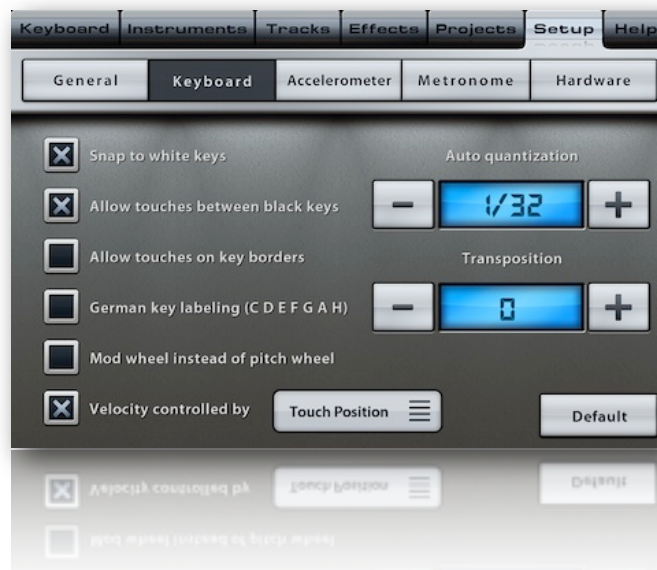 Keyboard Instruments Tracks Effects Projects Setup Help
General Keyboard Accelerometer Metronome Hardware
Snap to white keys
Auto quantization
Allow touches between black keys
- 1/32 +
Allow touches on key borders
Transposition
German key labeling (C D E F G A H)
- 0 +
Mod wheel instead of pitch wheel
Velocity controlled by Touch Position Default